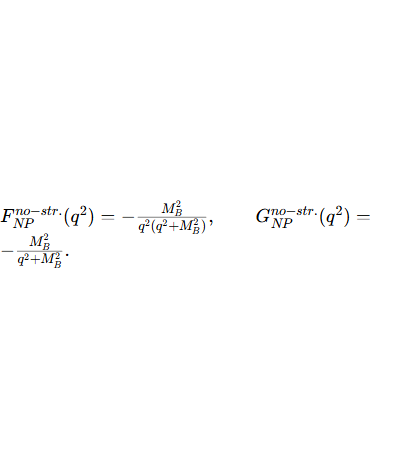 $F_{NP}^{no-str.}(q^2) = -\frac{M_B^2}{q^2(q^2+M_B^2)}, \qquad G_{NP}^{no-str.}(q^2) =$
$-\frac{M_B^2}{q^2+M_B^2}.$